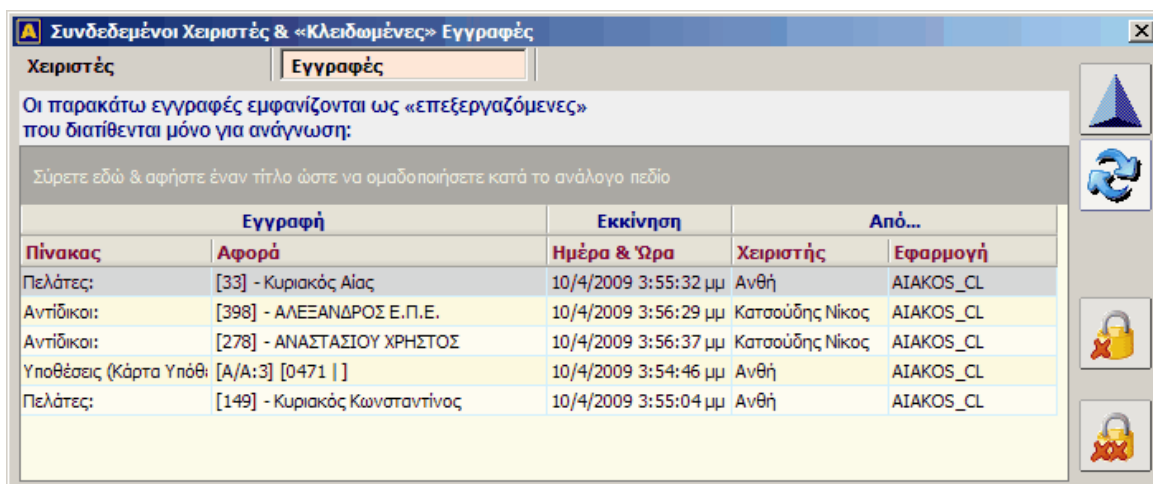 A Συνδεδεμένοι Χειριστές & «Κλειδωμένες» Εγγραφές
Χειριστές Εγγραφές
Οι παρακάτω εγγραφές εμφανίζονται ως «επεξεργαζόμενες»
που διατίθενται μόνο για ανάγνωση:
Σύρετε εδώ & αφήστε έναν τίτλο ώστε να ομαδοποιήσετε κατά το ανάλογο πεδίο
Εγγραφή Εκκίνηση Από...
Πίνακας Αφορά Ημέρα & Ώρα Χειριστής Εφαρμογή
Πελάτες: [33] - Κυριακός Αίας 10/4/2009 3:55:32 μμ Ανθή AIAKOS_CL
Αντίδικοι: [398] - ΑΛΕΞΑΝΔΡΟΣ Ε.Π.Ε. 10/4/2009 3:56:29 μμ Κατσούδης Νίκος AIAKOS_CL
Αντίδικοι: [278] - ΑΝΑΣΤΑΣΙΟΥ ΧΡΗΣΤΟΣ 10/4/2009 3:56:37 μμ Κατσούδης Νίκος AIAKOS_CL
Υποθέσεις (Κάρτα Υπόθ [Α/Α:3] [0471 | ] 10/4/2009 3:54:46 μμ Ανθή AIAKOS_CL
Πελάτες: [149] - Κυριακός Κωνσταντίνος 10/4/2009 3:55:04 μμ Ανθή AIAKOS_CL